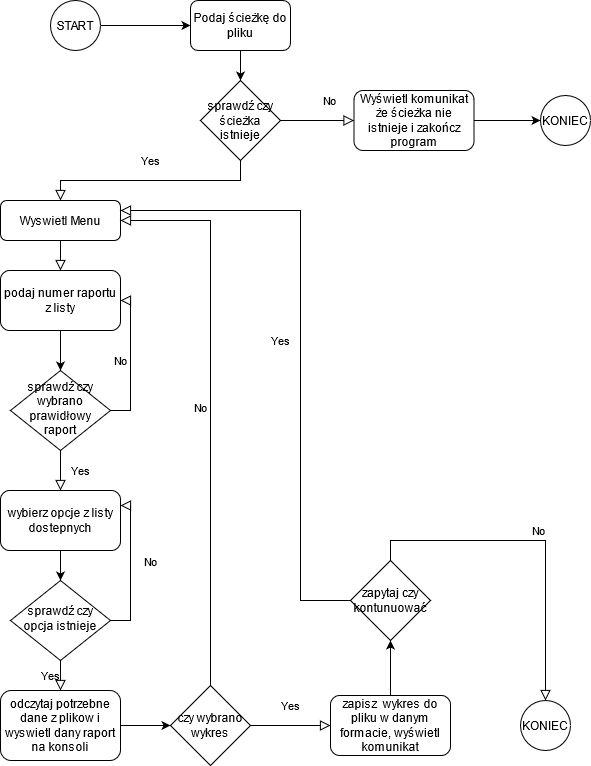 START
Podaj ścieżkę do
pliku
sprawdź czy
ścieżka
istnieje
No
Wyświetl komunikat
że ścieżka nie
istnieje i zakończ
program
KONIEC
Yes
Wyswietl Menu
podaj numer raportu
z listy
No
sprawdź czy
wybrano
prawidłowy
raport
Yes
wybierz opcje z listy
dostepnych
No
sprawdź czy
opcja istnieje
Yes
odczytaj potrzebne
dane z plikow i
wyswietl dany raport
na konsoli
czy wybrano
wykres
No
Yes
zapisz wykres do
pliku w danym
formacie, wyświetl
komunikat
zapytaj czy
kontunuować
Yes
No
KONIEC